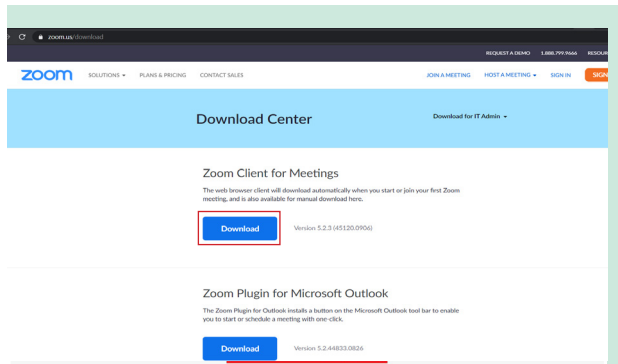 zoom.us/download
REQUEST A DEMO 1.888.799.9666
zoom SOLUTIONS PLANS & PRICING CONTACT SALES JOIN A MEETING HOST A MEETING SIGN IN SIGN
Download Center
Download for IT Admin
Zoom Client for Meetings
The web browser client will download automatically when you start or join your first Zoom
meeting, and is also available for manual download here.
Download Version 5.2.3 (45120.0906)
Zoom Plugin for Microsoft Outlook
The Zoom Plugin for Outlook installs a button on the Microsoft Outlook tool bar to enable
you to start or schedule a meeting with one-click.
Download Version 5.2.44833.0826